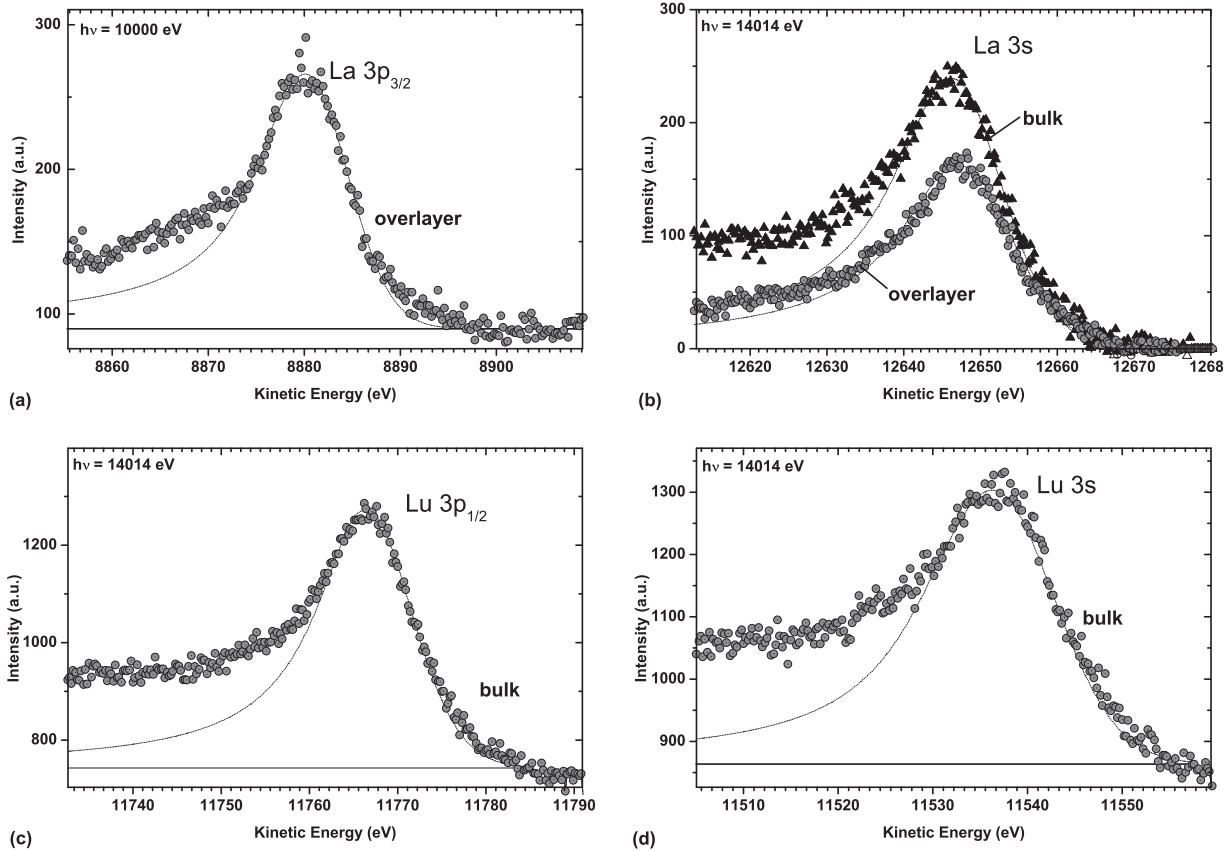 hν = 10000 eV
La 3p3/2
overlayer
300
200
100
Intensity (a.u.)
8860 8870 8880 8890 8900
Kinetic Energy (eV)
(a)
hν = 14014 eV
La 3s
bulk
overlayer
300
200
100
0
Intensity (a.u.)
12620 12630 12640 12650 12660 12670 1268
Kinetic Energy (eV)
(b)
hν = 14014 eV
Lu 3p1/2
bulk
1200
1000
800
Intensity (a.u.)
11740 11750 11760 11770 11780 11790
Kinetic Energy (eV)
(c)
hν = 14014 eV
Lu 3s
bulk
1300
1200
1100
1000
900
Intensity (a.u.)
11510 11520 11530 11540 11550
Kinetic Energy (eV)
(d)